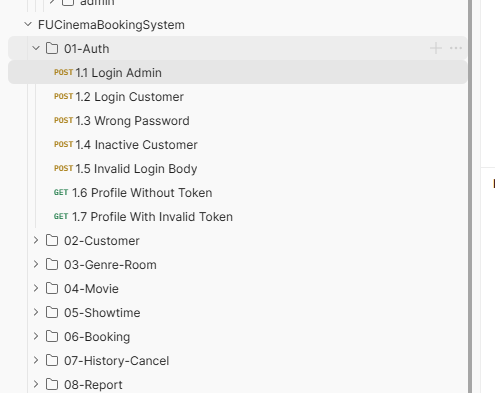 admin
FUCinemaBookingSystem
01-Auth
POST 1.1 Login Admin
POST 1.2 Login Customer
POST 1.3 Wrong Password
POST 1.4 Inactive Customer
POST 1.5 Invalid Login Body
GET 1.6 Profile Without Token
GET 1.7 Profile With Invalid Token
02-Customer
03-Genre-Room
04-Movie
05-Showtime
06-Booking
07-History-Cancel
08-Report